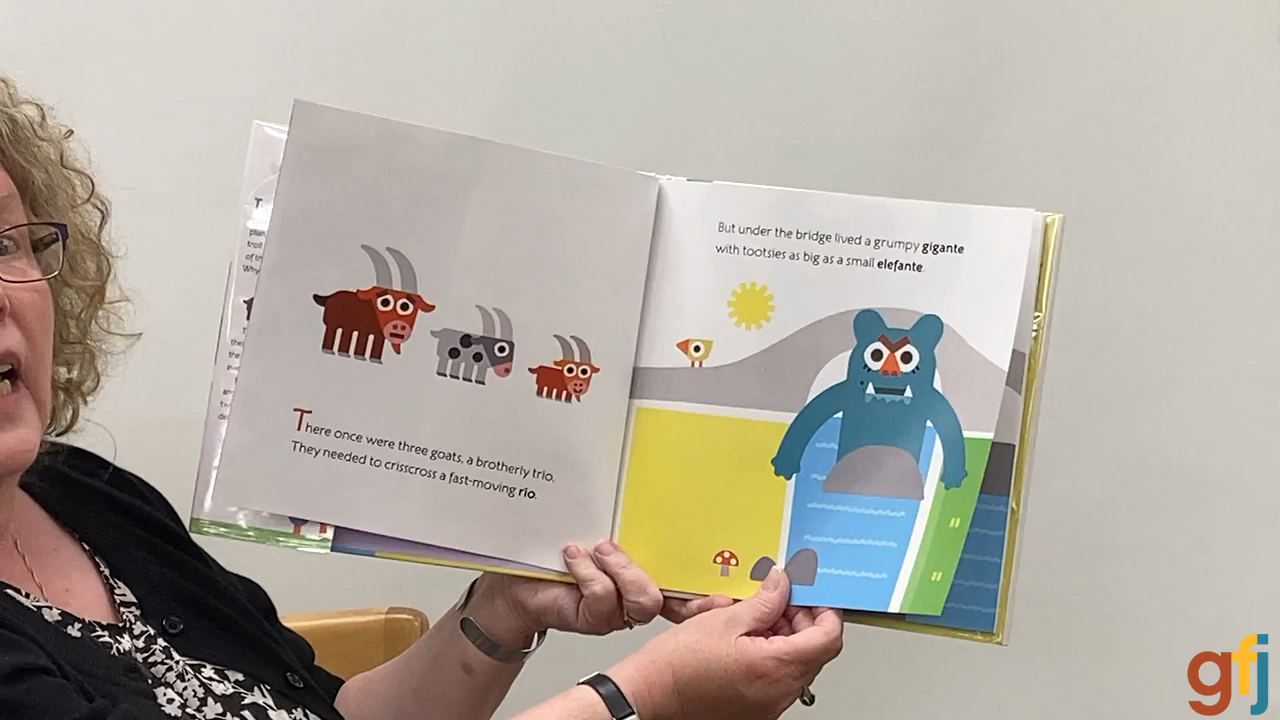 There once were three goats, a brotherly trio.
They needed to crisscross a fast-moving río.
But under the bridge lived a grumpy gigante
with tootsies as big as a small elefante.
gfj